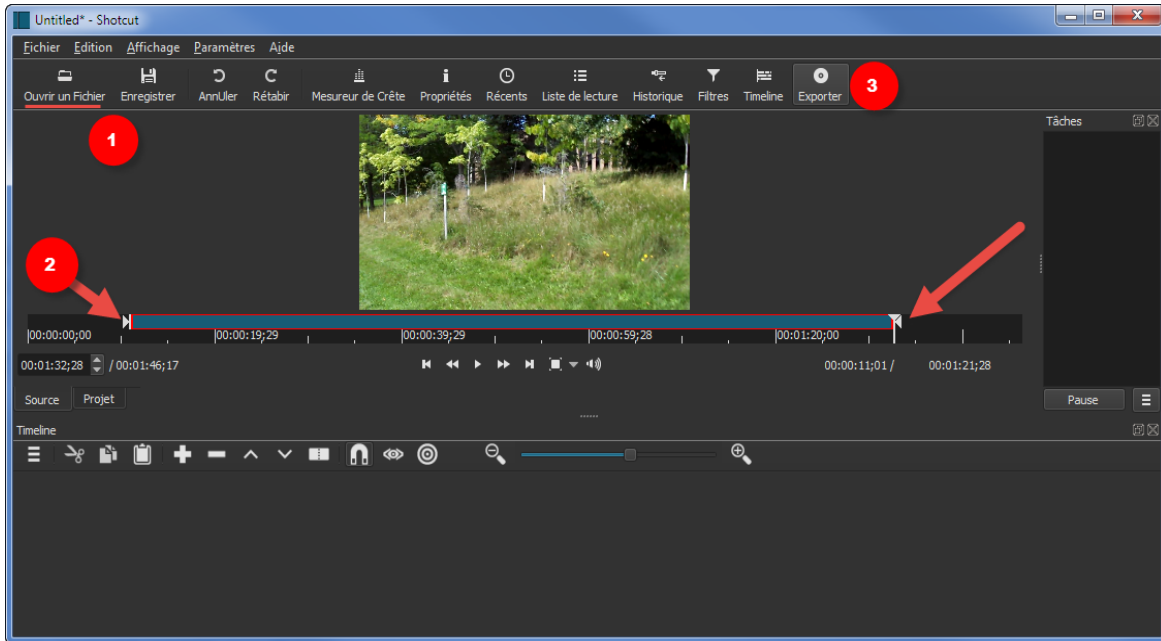 Untitled* - Shotcut
Fichier Edition Affichage Paramètres Ajde
Ouvrir un Fichier Enregistrer AnnUler Rétabir Mesureur de Crête Propriétés Récents Liste de lecture Historique Filtres Timeline Exporter
3
1
Tâches
2
00:00:00;00 00:00:19;29 00:00:39;29 00:00:59;28 00:01:20;00
00:01:32;28 / 00:01:46;17 00:00:11;01 / 00:01:21;28
Source Projet
Pause
Timeline